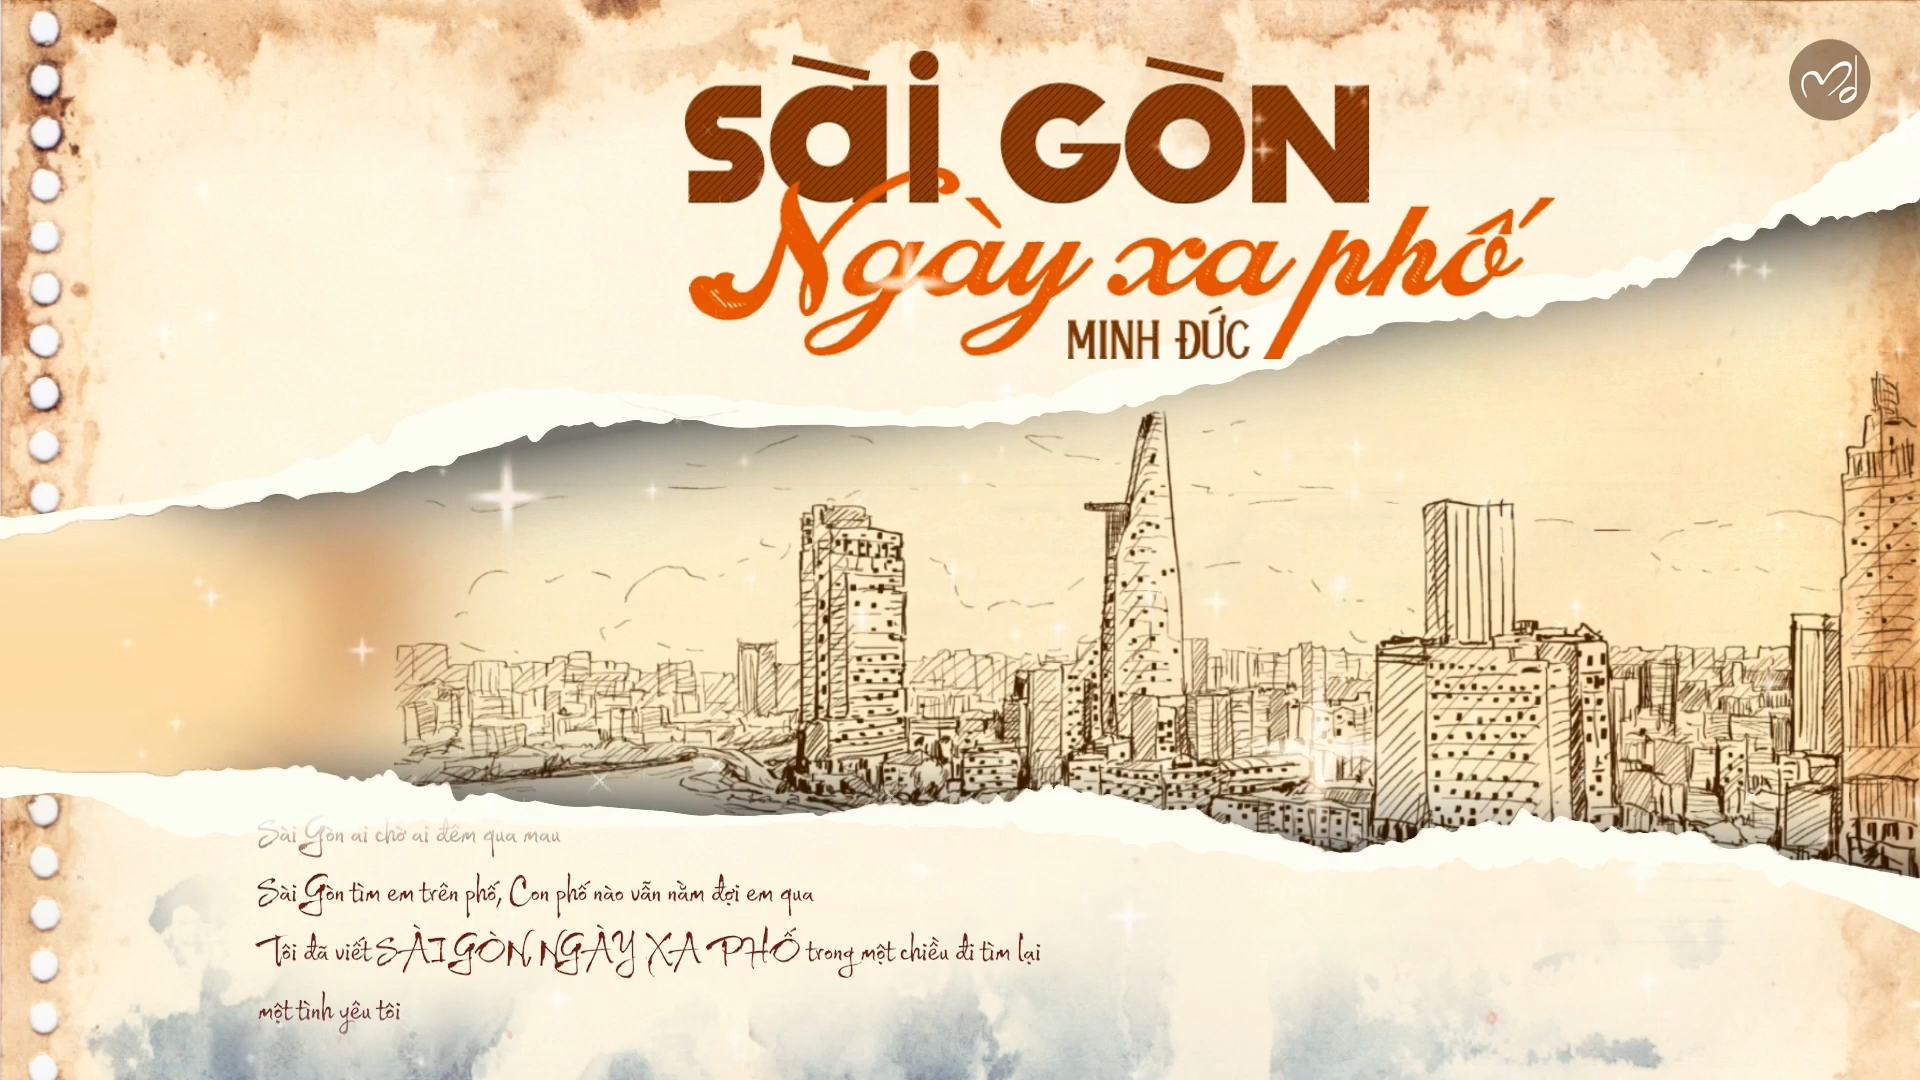 SÀI GÒN
Ngày xa phố
MINH ĐỨC
Sài Gòn ai chờ ai đêm qua mau
Sài Gòn tìm em trên phố, Con phố nào vẫn nằm đợi em qua
Tôi đã viết SÀI GÒN NGÀY XA PHỐ trong một chiều đi tìm lại
một tình yêu tôi